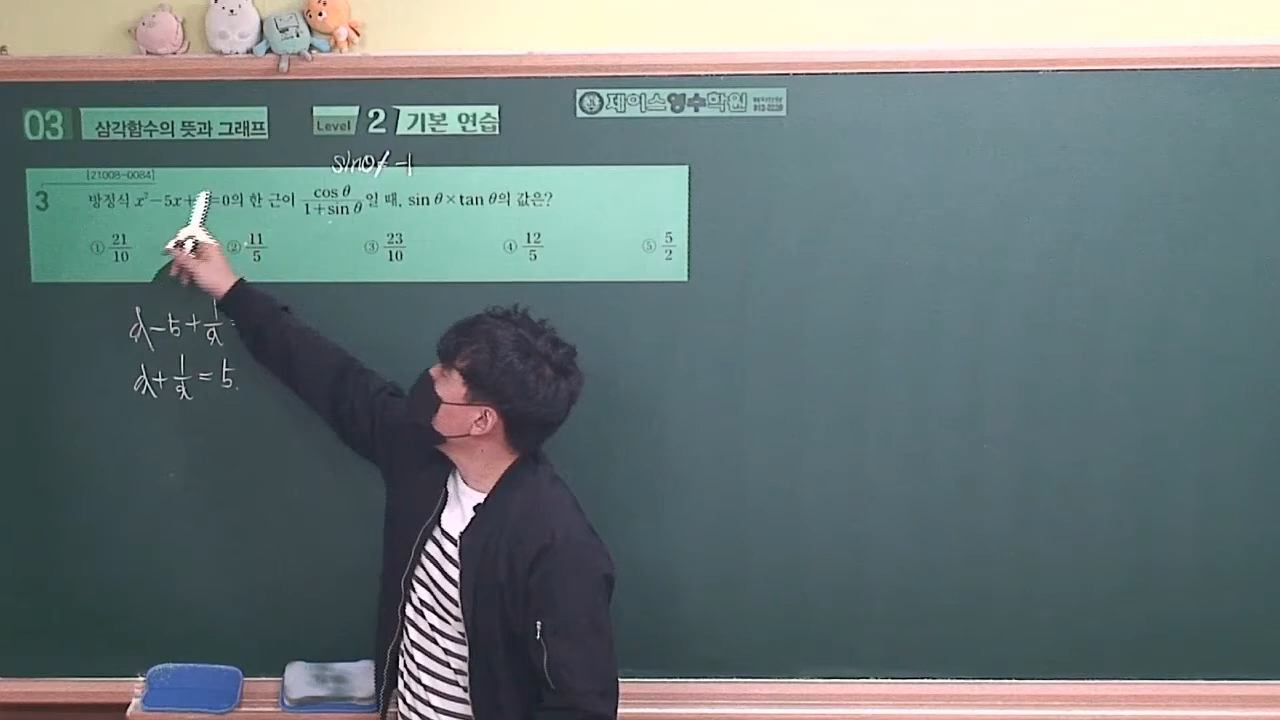 03 삼각함수의 뜻과 그래프 Level 2 기본 연습
제이스영수학원
sinθ≠-1
[21008-0084]
3 방정식 x²-5x+ =0의 한 근이 cosθ/(1+sinθ)일 때, sinθ×tanθ의 값은?
① 21/10 ② 11/5 ③ 23/10 ④ 12/5 ⑤ 5/2
α-5+1/α=
α+1/α=5.